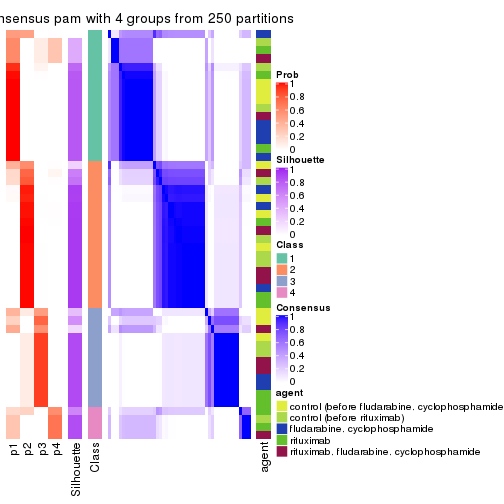 nsensus pam with 4 groups from 250 partitions
Prob
1
0.8
0.6
0.4
0.2
0
Silhouette
1
0.8
0.6
0.4
0.2
0
Class
1
2
3
4
Consensus
1
0.8
0.6
0.4
0.2
0
agent
control (before fludarabine. cyclophosphamide
control (before rituximab)
fludarabine. cyclophosphamide
rituximab
rituximab. fludarabine. cyclophosphamide
p1
p2
p3
p4
Silhouette
Class
agent